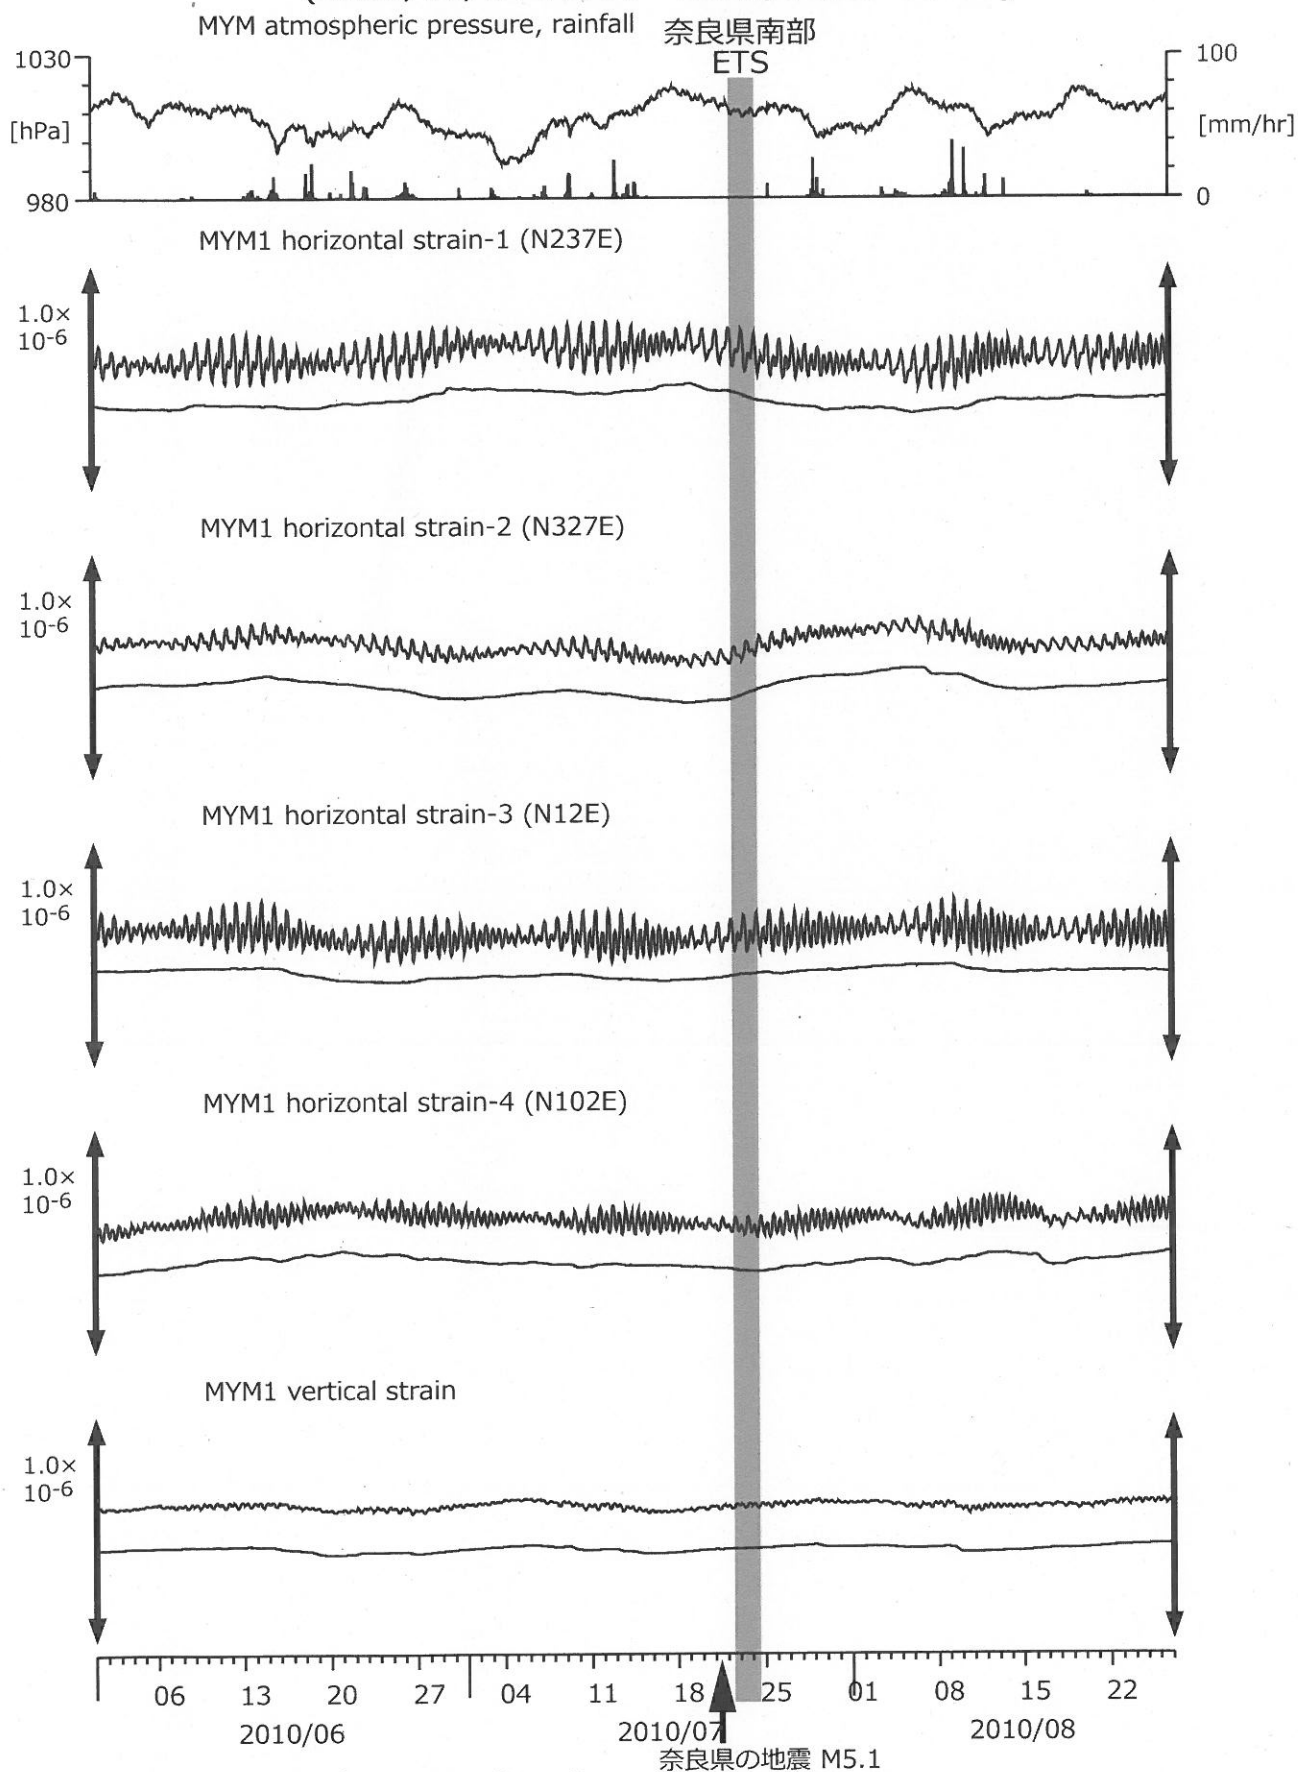 MYM atmospheric pressure, rainfall 奈良県南部
ETS
1030
100
[hPa]
[mm/hr]
980
0
MYM1 horizontal strain-1 (N237E)
1.0×
10-6
MYM1 horizontal strain-2 (N327E)
1.0×
10-6
MYM1 horizontal strain-3 (N12E)
1.0×
10-6
MYM1 horizontal strain-4 (N102E)
1.0×
10-6
MYM1 vertical strain
1.0×
10-6
06 13 20 27 04 11 18 25 01 08 15 22
2010/06 2010/07 2010/08
奈良県の地震 M5.1